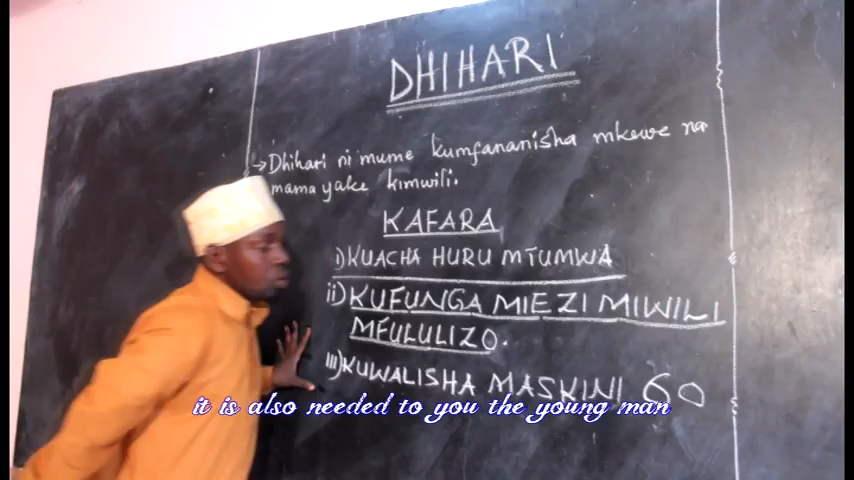 DHIHARI
→Dhihari ni mume kumfananisha mkewe na
mama yake kimwili.
KAFARA
i) KUACHA HURU MTUMWA
ii) KUFUNGA MIEZI MIWILI
MFULULIZO.
iii) KUWALISHA MASKINI 60
it is also needed to you the young man